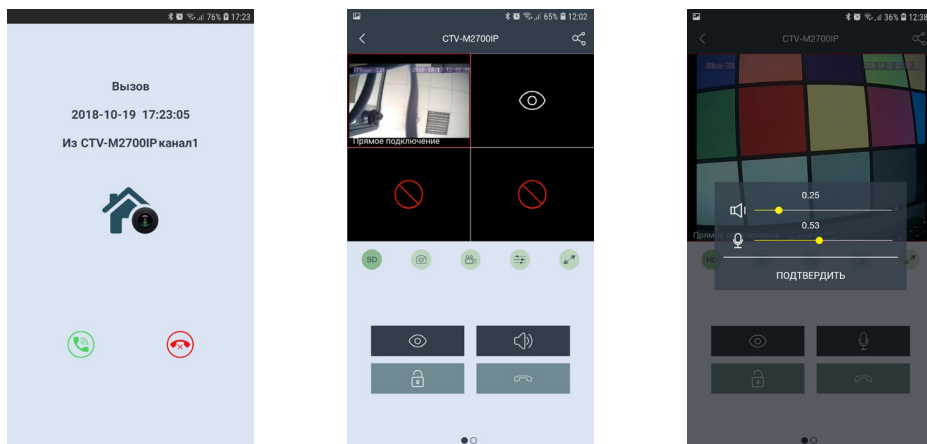 76% 17:23
Вызов
2018-10-19 17:23:05
Из CTV-M2700IP канал1
65% 12:02
CTV-M2700IP
Прямое подключение
SD
36% 12:38
CTV-M2700IP
0.25
0.53
ПОДТВЕРДИТЬ